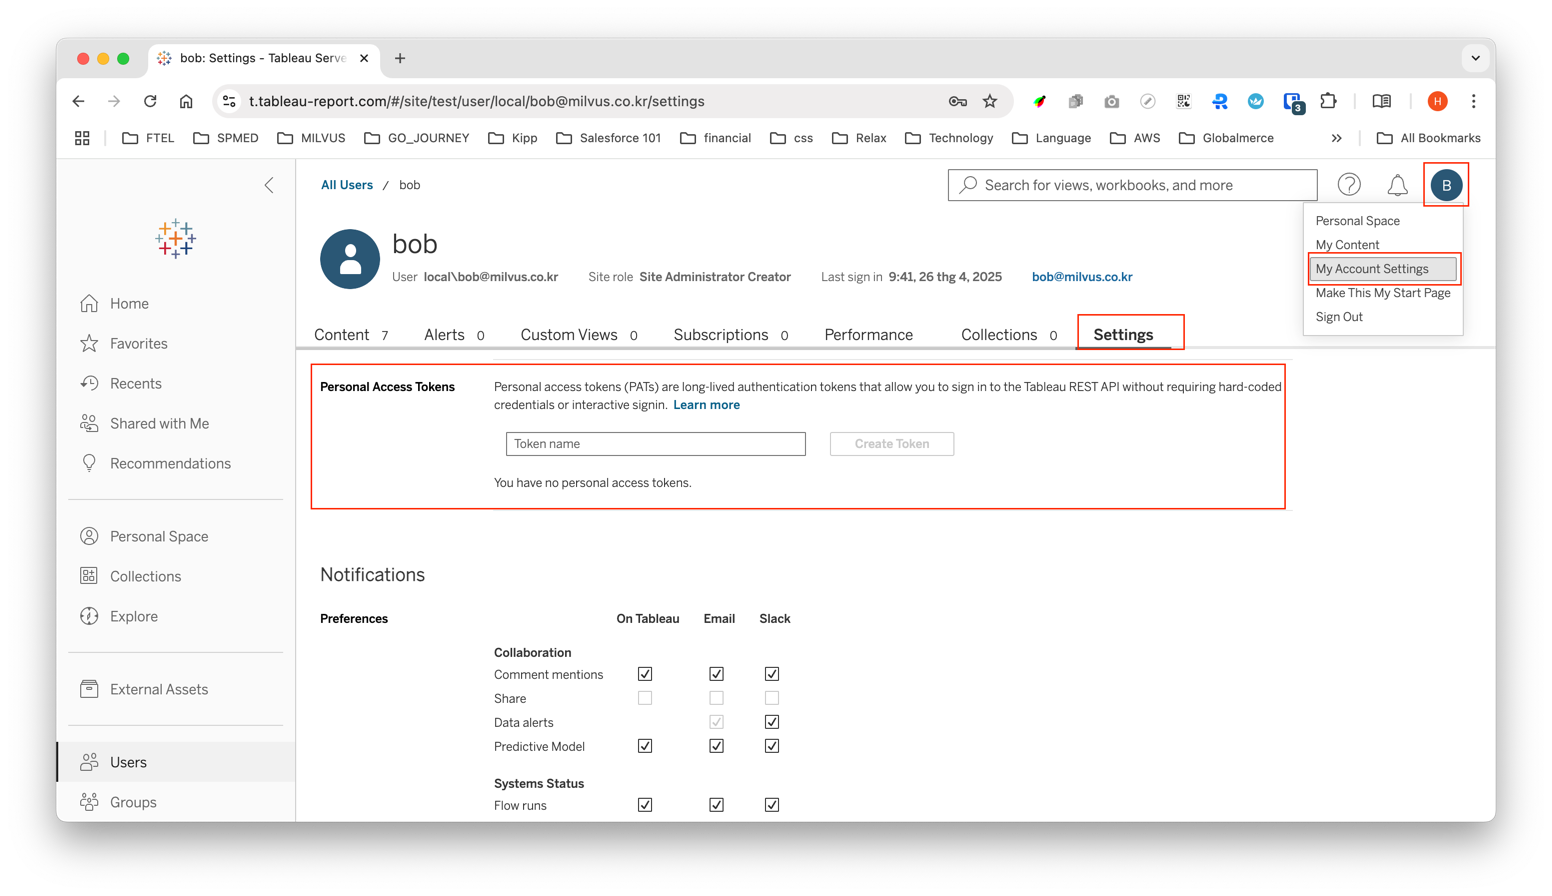 bob: Settings - Tableau Serve
t.tableau-report.com/#/site/test/user/local/bob@milvus.co.kr/settings
3
H
FTEL SPMED MILVUS GO_JOURNEY Kipp Salesforce 101 financial css Relax Technology Language AWS Globalmerce » All Bookmarks
All Users / bob
Search for views, workbooks, and more
B
Personal Space
My Content
My Account Settings
Make This My Start Page
Sign Out
bob
User local\bob@milvus.co.kr Site role Site Administrator Creator Last sign in 9:41, 26 thg 4, 2025 bob@milvus.co.kr
Content 7 Alerts 0 Custom Views 0 Subscriptions 0 Performance Collections 0 Settings
Home
Favorites
Recents
Shared with Me
Recommendations
Personal Space
Collections
Explore
External Assets
Users
Groups
Personal Access Tokens
Personal access tokens (PATs) are long-lived authentication tokens that allow you to sign in to the Tableau REST API without requiring hard-coded
credentials or interactive signin. Learn more
Token name Create Token
You have no personal access tokens.
Notifications
Preferences On Tableau Email Slack
Collaboration
Comment mentions
Share
Data alerts
Predictive Model
Systems Status
Flow runs